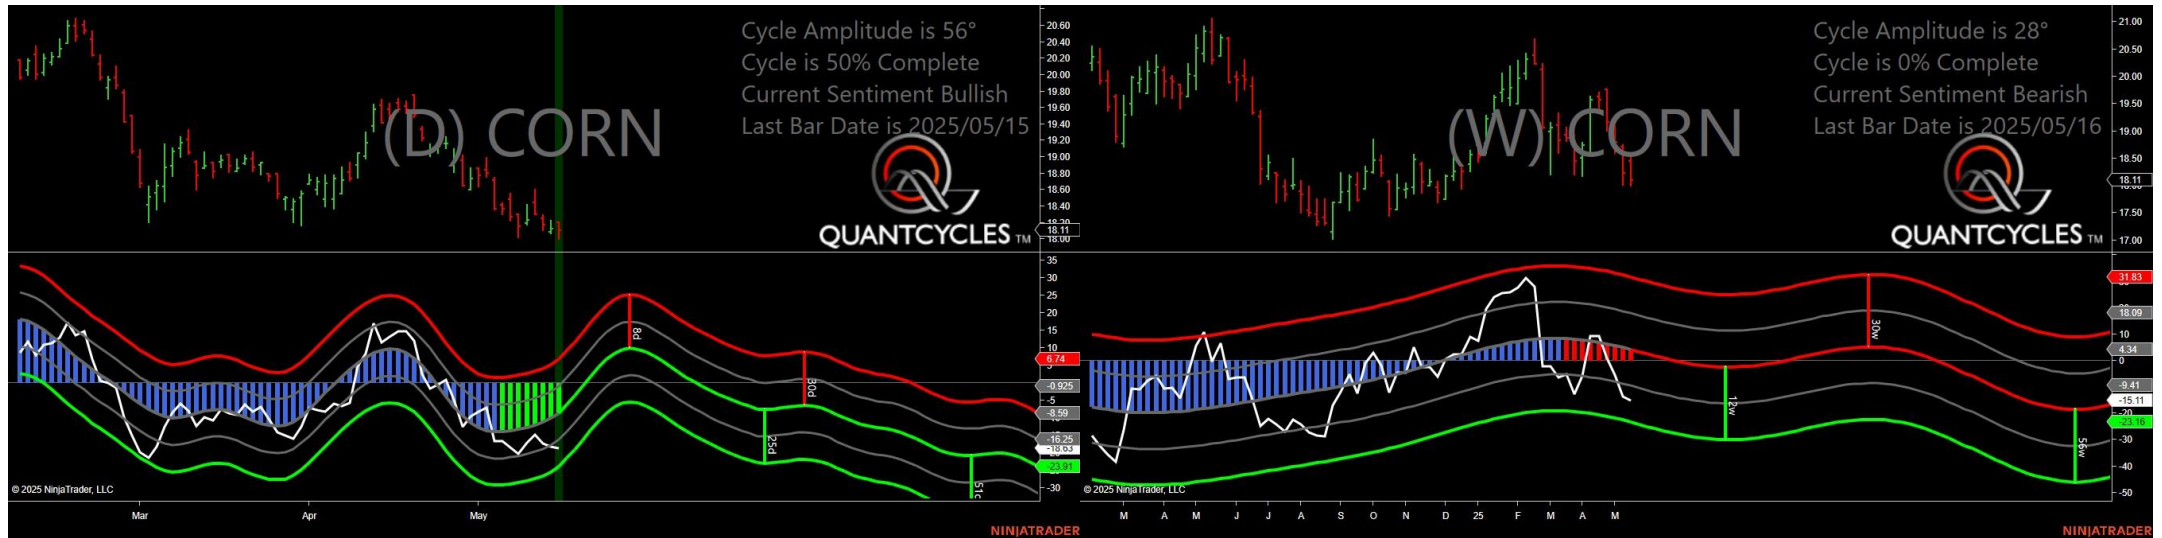 Cycle Amplitude is 56°
Cycle is 50% Complete
Current Sentiment Bullish
Last Bar Date is 2025/05/15
(D) CORN
QUANTCYCLES TM
20.60
20.40
20.20
20.00
19.80
19.60
19.40
19.20
19.00
18.80
18.60
18.40
18.20
18.11
18.00
35
30
25
20
15
10
6.74
-0.925
-5
-8.59
-16.25
-18.63
-23.91
-30
8d
30d
25d
© 2025 NinjaTrader, LLC
Mar
Apr
May
NINJATRADER
Cycle Amplitude is 28°
Cycle is 0% Complete
Current Sentiment Bearish
Last Bar Date is 2025/05/16
(W) CORN
QUANTCYCLES TM
21.00
20.50
20.00
19.50
19.00
18.50
18.11
17.50
17.00
31.83
18.09
10
4.34
0
-9.41
-15.11
-20
-23.16
-30
-40
-50
30w
12w
56w
© 2025 NinjaTrader, LLC
M A M J J A S O N D 25 F M A M
NINJATRADER